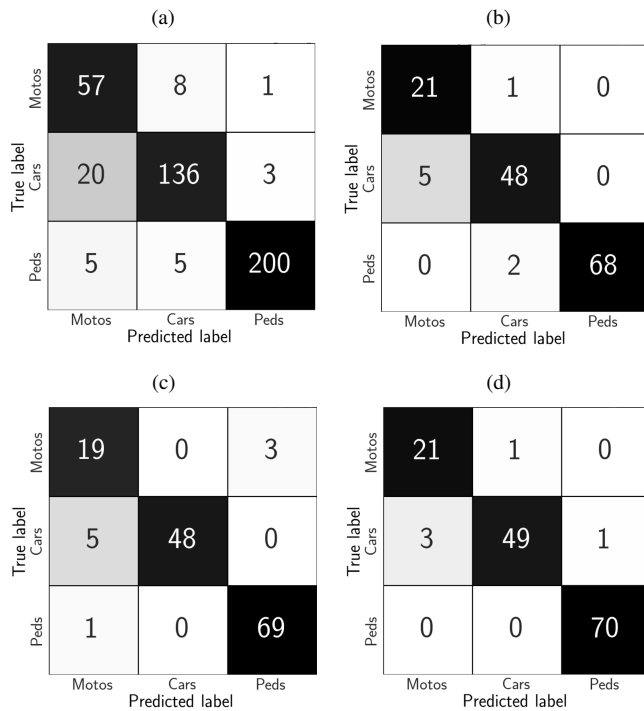 (a)
True label
Motos
57 8 1
Cars
20 136 3
Peds
5 5 200
Motos Cars Peds
Predicted label
(b)
True label
Motos
21 1 0
Cars
5 48 0
Peds
0 2 68
Motos Cars Peds
Predicted label
(c)
True label
Motos
19 0 3
Cars
5 48 0
Peds
1 0 69
Motos Cars Peds
Predicted label
(d)
True label
Motos
21 1 0
Cars
3 49 1
Peds
0 0 70
Motos Cars Peds
Predicted label